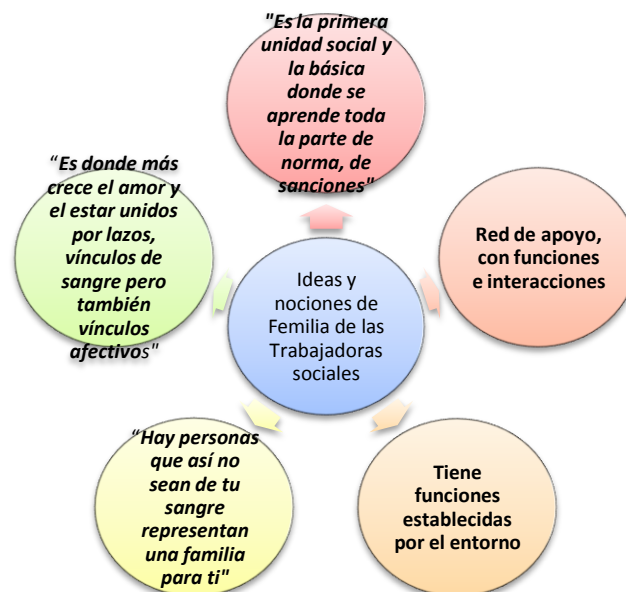 "Es la primera
unidad social y
la básica
donde se
aprende toda
la parte de
norma, de
sanciones"
“Es donde más
crece el amor y
el estar unidos
por lazos,
vínculos de
sangre pero
también
vínculos
afectivos"
Red de apoyo,
con funciones
e interacciones
Ideas y
nociones de
Femilia de las
Trabajadoras
sociales
“Hay personas
que así no
sean de tu
sangre
representan
una familia
para ti"
Tiene
funciones
establecidas
por el entorno